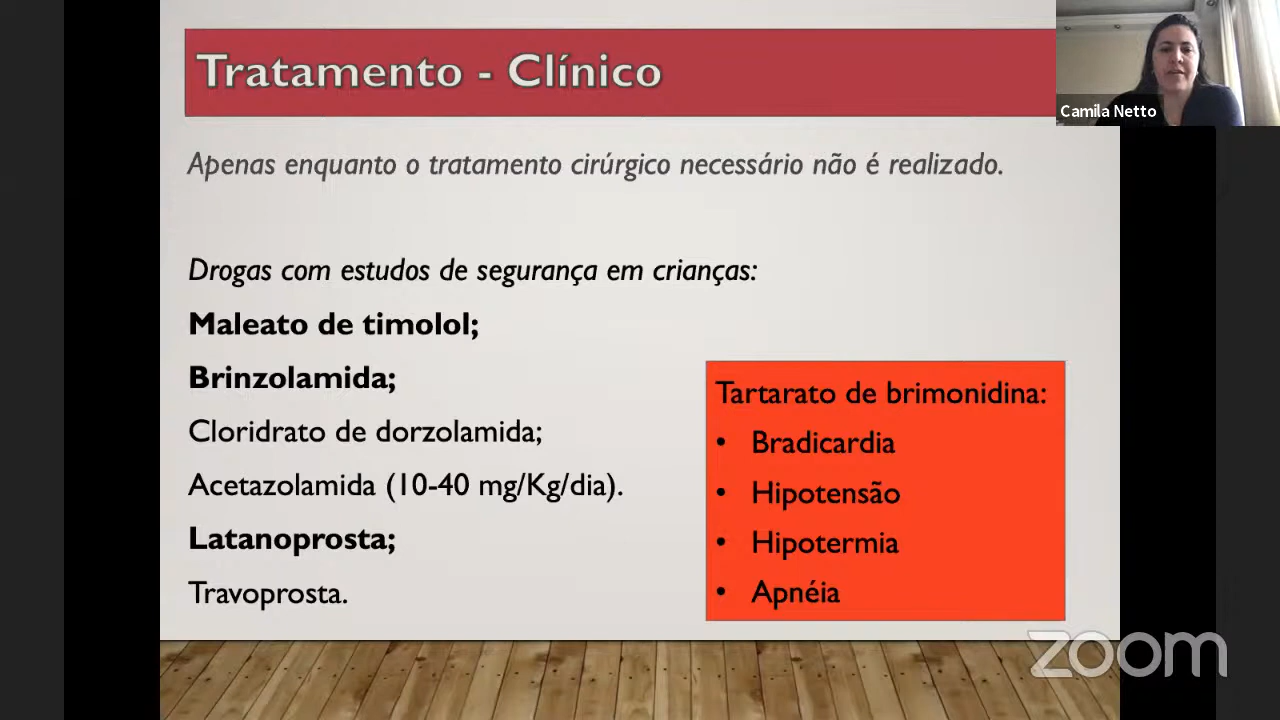 Tratamento - Clínico
Camila Netto
Apenas enquanto o tratamento cirúrgico necessário não é realizado.
Drogas com estudos de segurança em crianças:
Maleato de timolol;
Brinzolamida;
Cloridrato de dorzolamida;
Acetazolamida (10-40 mg/Kg/dia).
Latanoprosta;
Travoprosta.
Tartarato de brimonidina:
• Bradicardia
• Hipotensão
• Hipotermia
• Apnéia
zoom